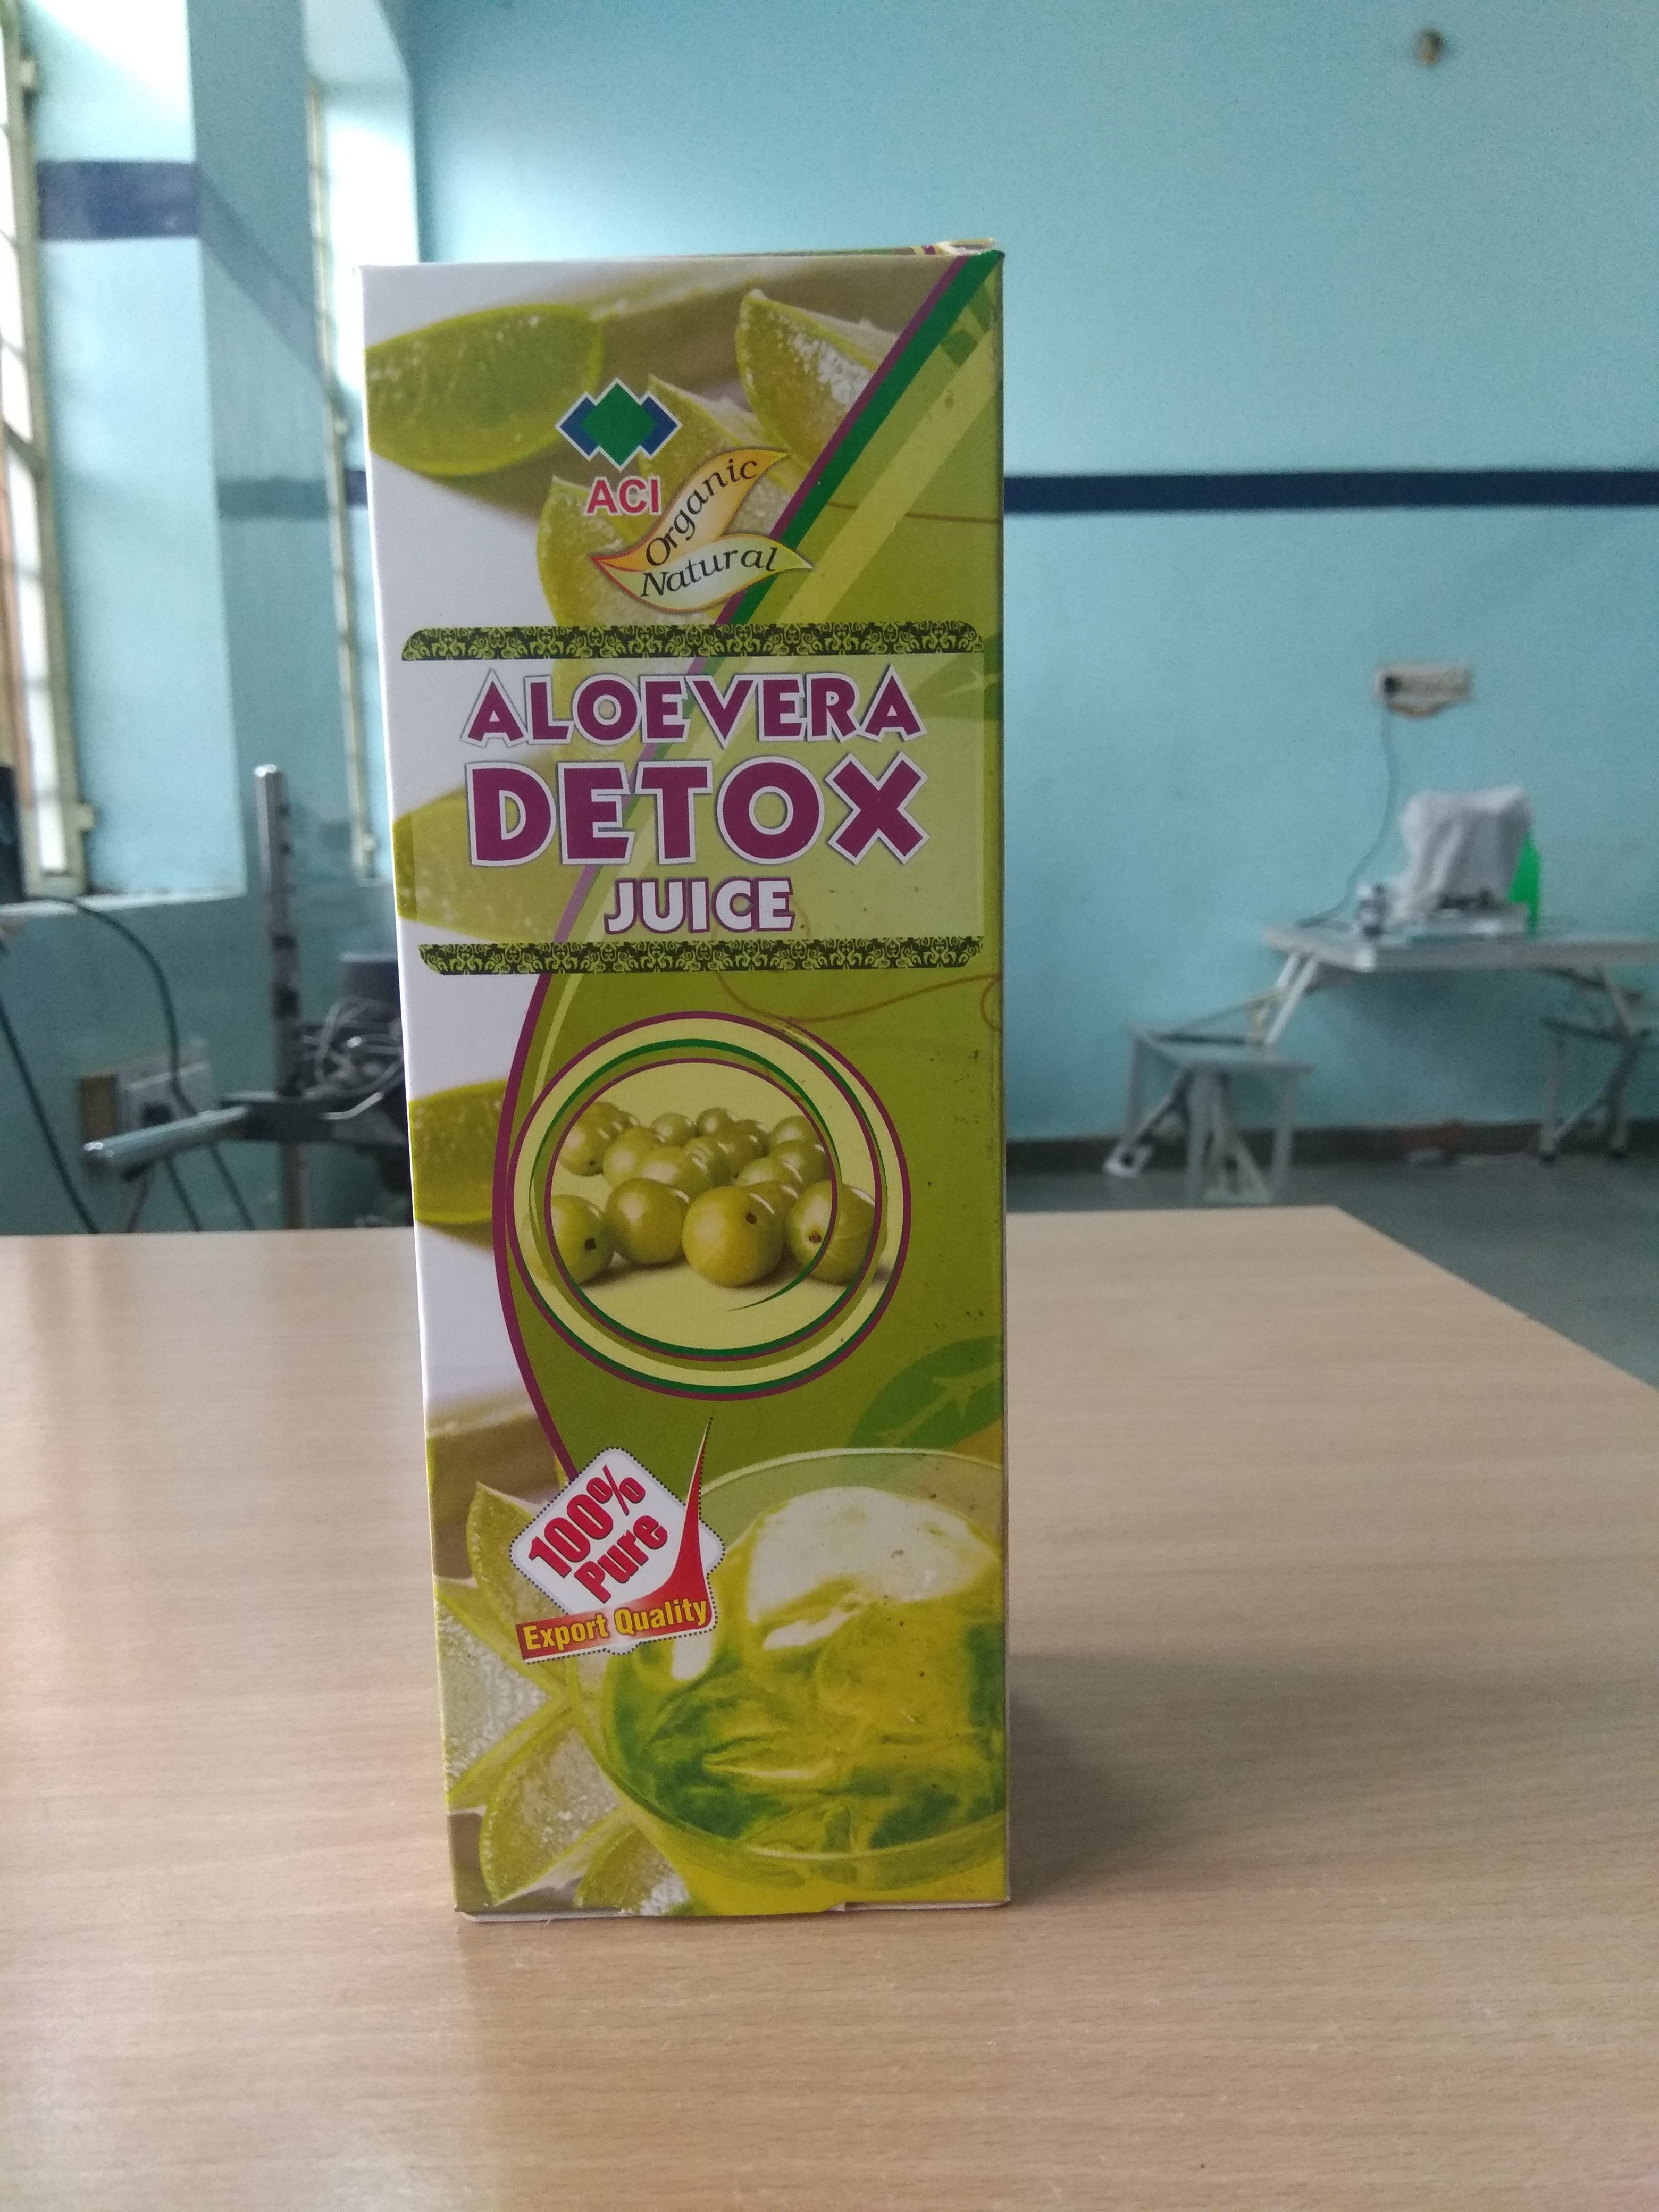 ACI
Organic
Natural
ALOEVERA
DETOX
JUICE
100%
Pure
Export Quality